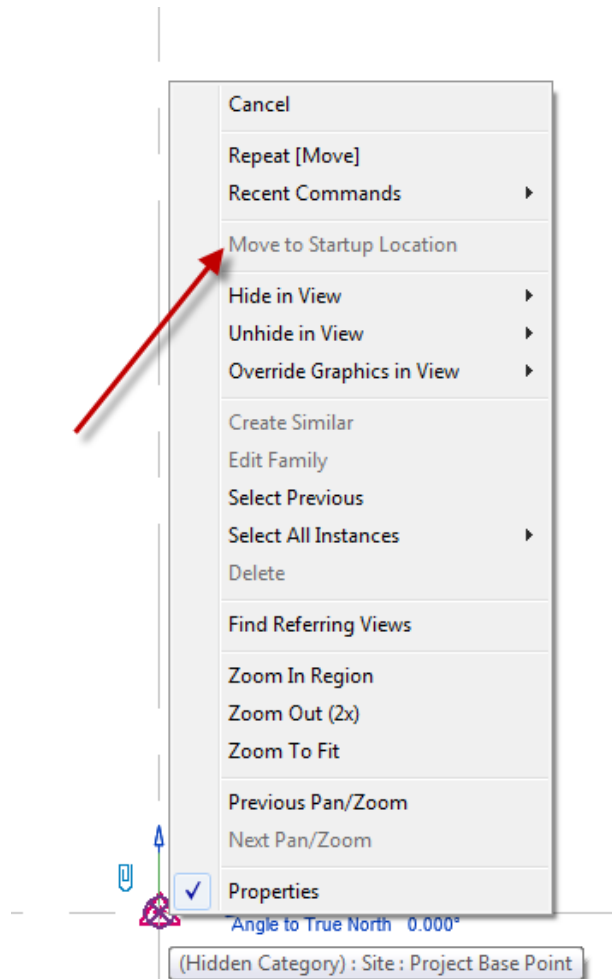 Cancel
Repeat [Move]
Recent Commands
Move to Startup Location
Hide in View
Unhide in View
Override Graphics in View
Create Similar
Edit Family
Select Previous
Select All Instances
Delete
Find Referring Views
Zoom In Region
Zoom Out (2x)
Zoom To Fit
Previous Pan/Zoom
Next Pan/Zoom
Properties
Angle to True North 0.000°
(Hidden Category) : Site : Project Base Point